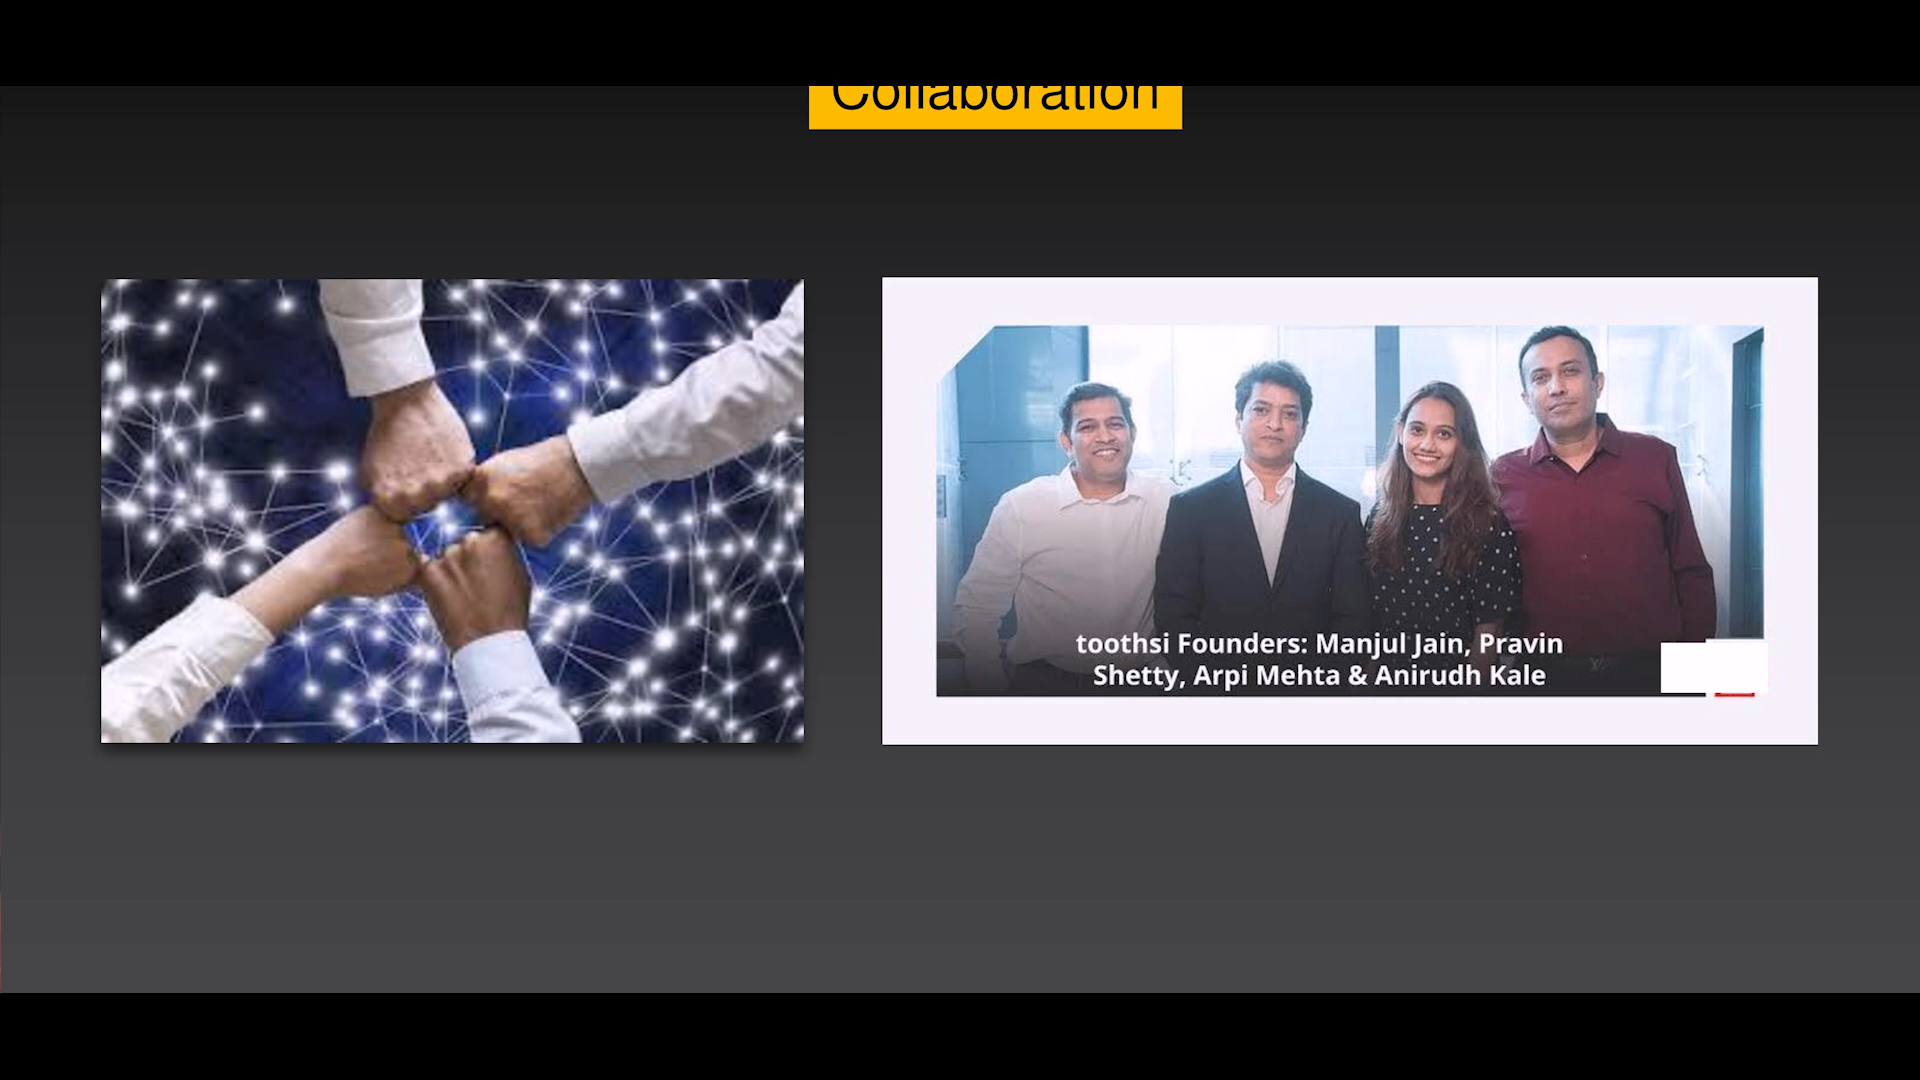 Collaboration
toothsi Founders: Manjul Jain, Pravin
Shetty, Arpi Mehta & Anirudh Kale